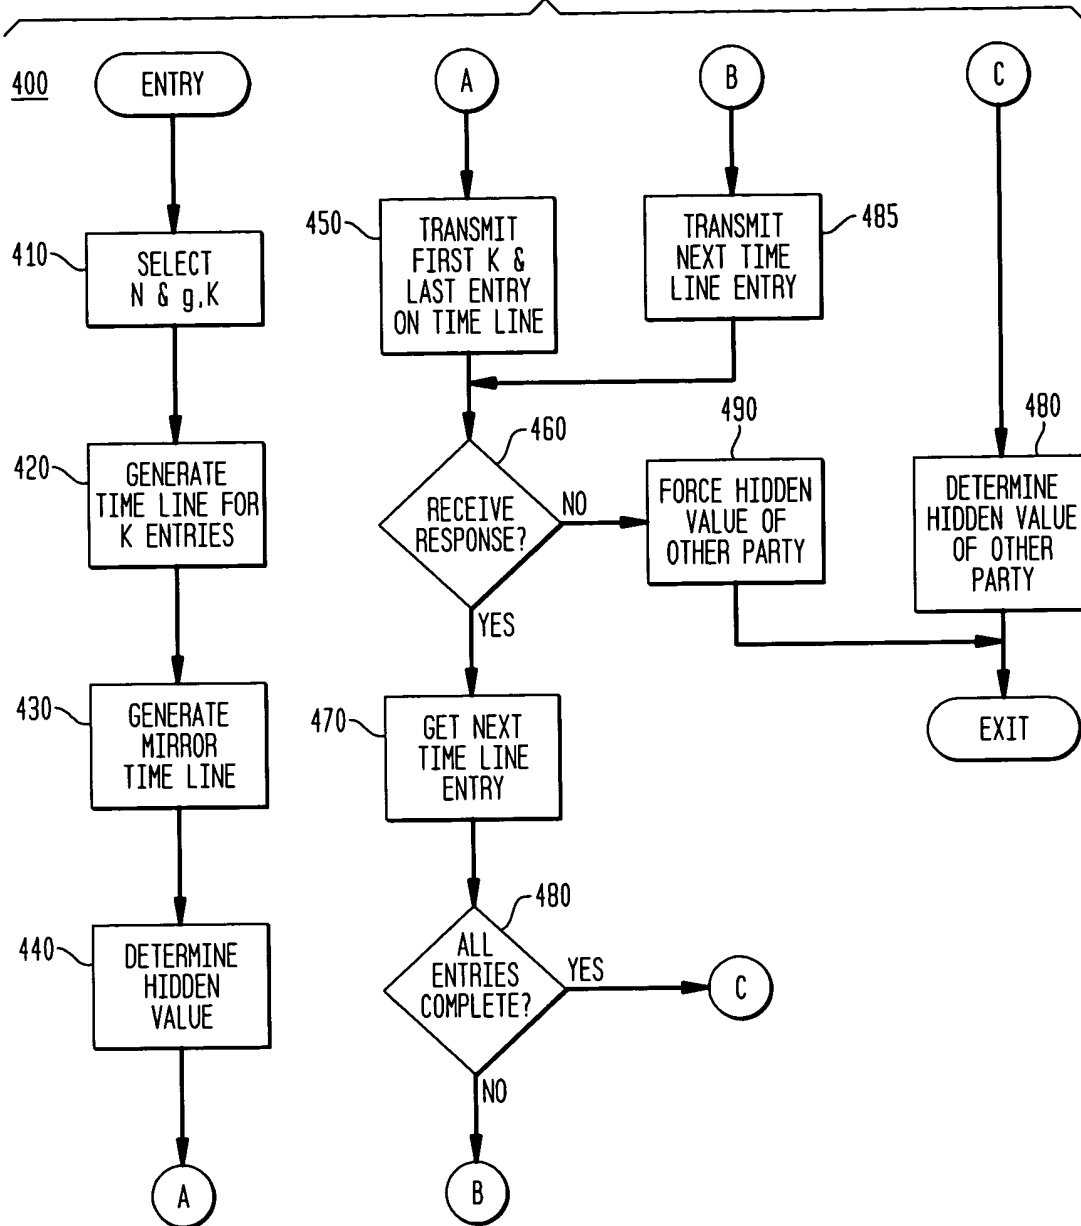 400
ENTRY
410
SELECT
N & g,K
420
GENERATE
TIME LINE FOR
K ENTRIES
430
GENERATE
MIRROR
TIME LINE
440
DETERMINE
HIDDEN
VALUE
A
A
450
TRANSMIT
FIRST K &
LAST ENTRY
ON TIME LINE
460
RECEIVE
RESPONSE?
NO
YES
470
GET NEXT
TIME LINE
ENTRY
480
ALL
ENTRIES
COMPLETE?
YES
C
NO
B
B
485
TRANSMIT
NEXT TIME
LINE ENTRY
490
FORCE HIDDEN
VALUE OF
OTHER PARTY
C
480
DETERMINE
HIDDEN VALUE
OF OTHER
PARTY
EXIT